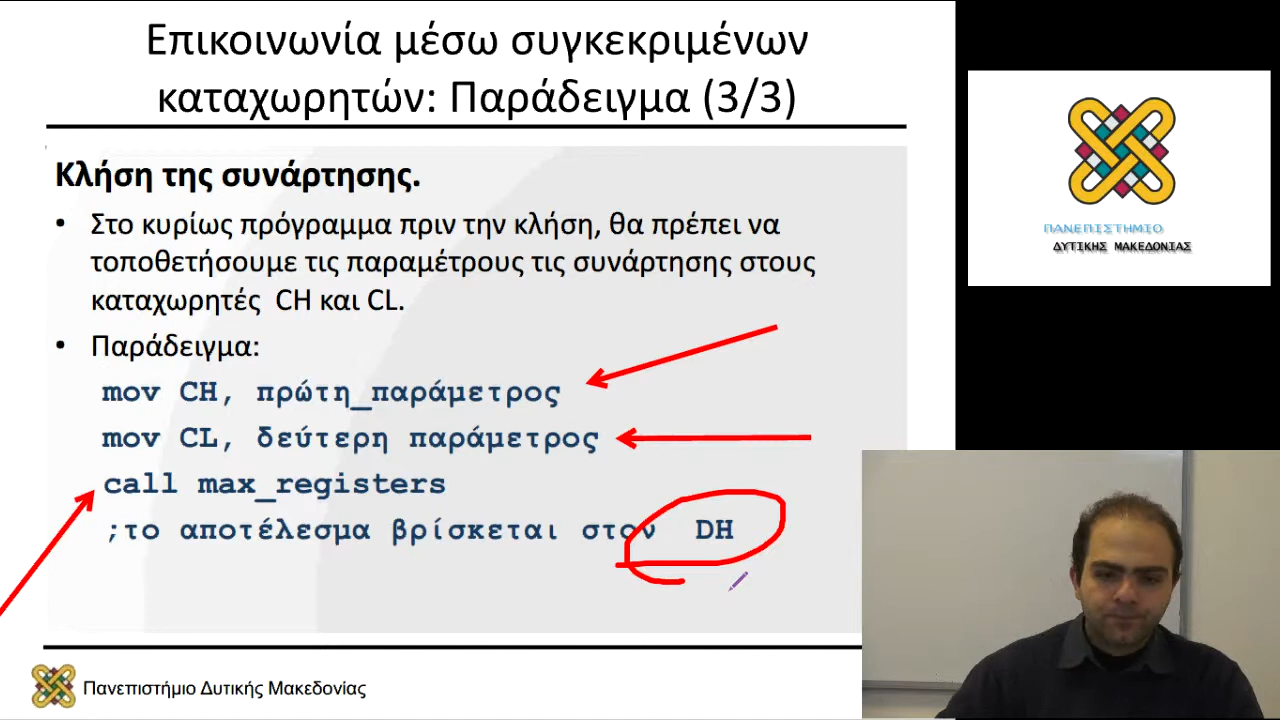 Επικοινωνία μέσω συγκεκριμένων
καταχωρητών: Παράδειγμα (3/3)
Κλήση της συνάρτησης.
• Στο κυρίως πρόγραμμα πριν την κλήση, θα πρέπει να
τοποθετήσουμε τις παραμέτρους τις συνάρτησης στους
καταχωρητές CH και CL.
• Παράδειγμα:
mov CH, πρώτη_παράμετρος
mov CL, δεύτερη παράμετρος
call max_registers
;το αποτέλεσμα βρίσκεται στον DH
Πανεπιστήμιο Δυτικής Μακεδονίας
ΠΑΝΕΠΙΣΤΗΜΙΟ
ΔΥΤΙΚΗΣ ΜΑΚΕΔΟΝΙΑΣ